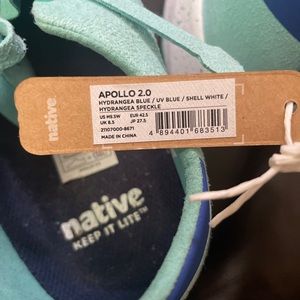 native.
APOLLO 2.0
HYDRANGEA BLUE / UV BLUE / SHELL WHITE /
HYDRANGEA SPECKLE
US M9.5W EUR 42.5
UK 8.5 JP 27.5
21107000-8671
MADE IN CHINA
4 894401 683513
native
KEEP IT LITE™